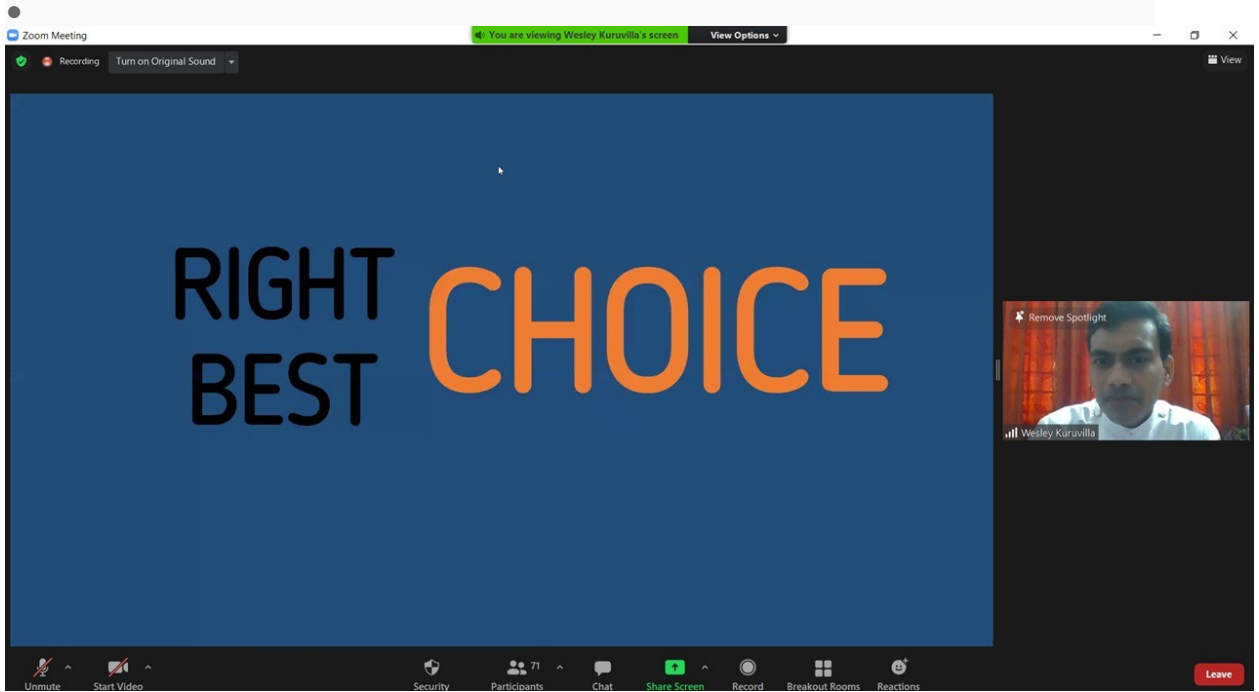 Zoom Meeting
You are viewing Wesley Kuruvilla's screen
View Options
Recording
Turn on Original Sound
View
RIGHT
BEST
CHOICE
Remove Spotlight
Wesley Kuruvilla
Unmute
Start Video
Security
71
Participants
Chat
Share Screen
Record
Breakout Rooms
Reactions
Leave